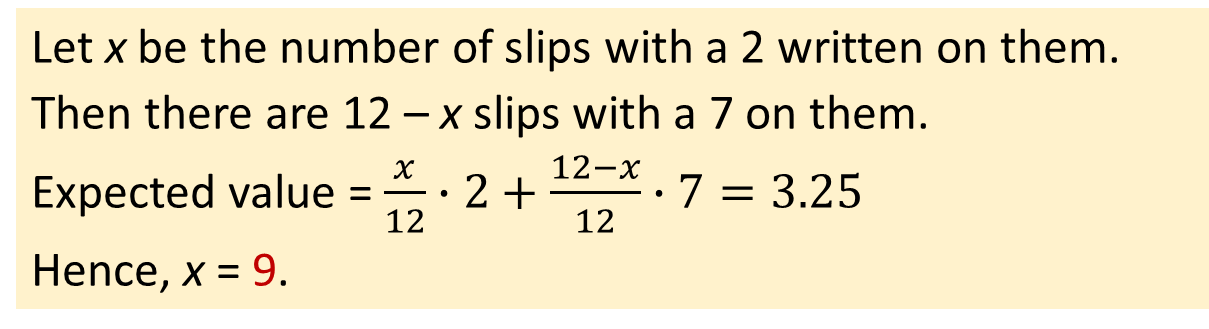 Let x be the number of slips with a 2 written on them.
Then there are 12 – x slips with a 7 on them.
Expected value = x/12 · 2 + 12−x/12 · 7 = 3.25
Hence, x = 9.